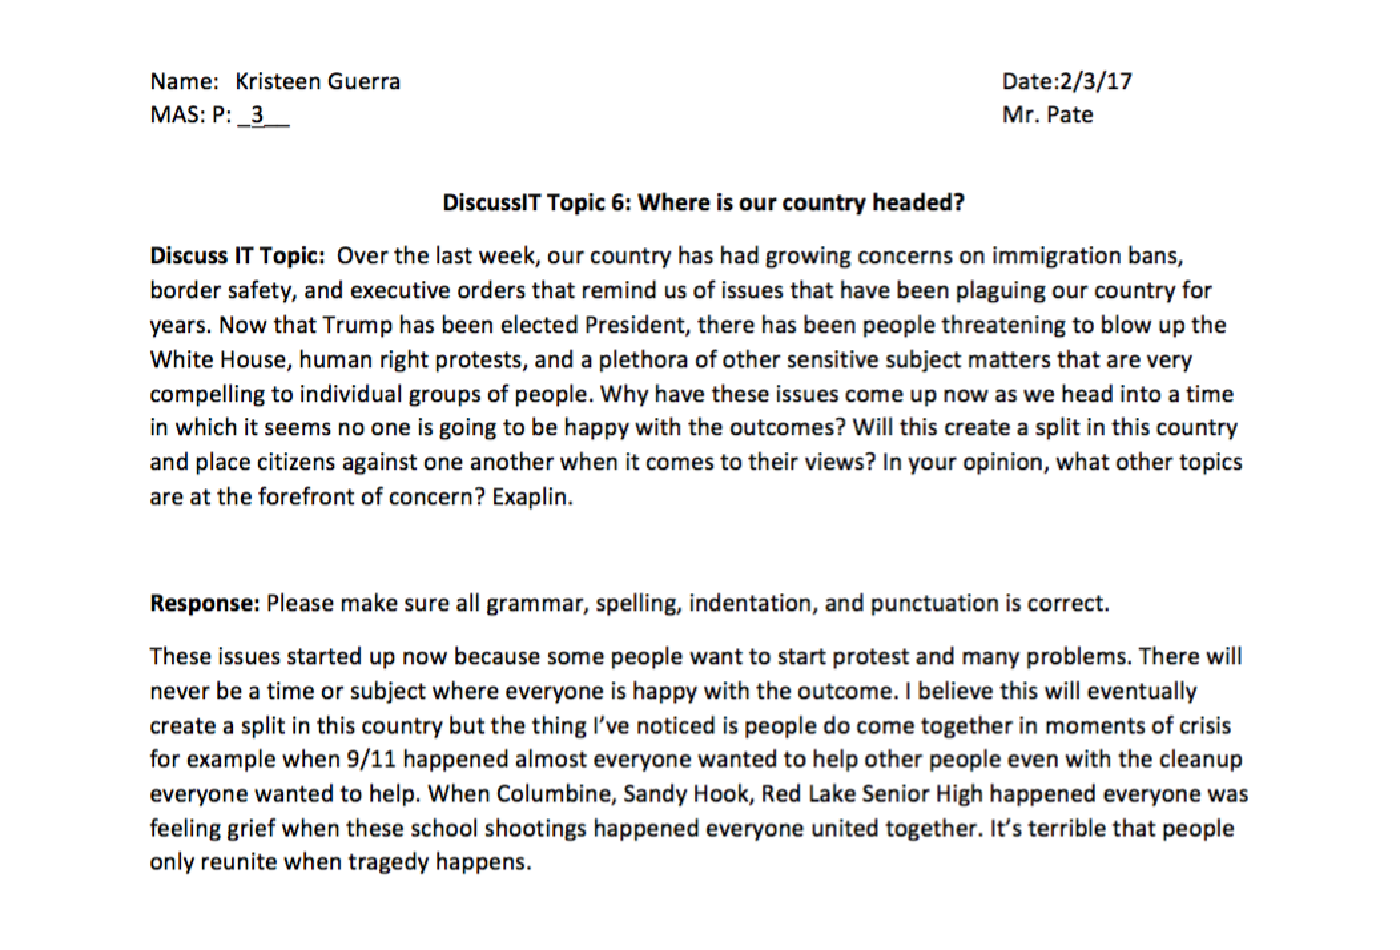 Name: Kristeen Guerra Date:2/3/17
MAS: P: _3__ Mr. Pate
DiscussIT Topic 6: Where is our country headed?
Discuss IT Topic: Over the last week, our country has had growing concerns on immigration bans,
border safety, and executive orders that remind us of issues that have been plaguing our country for
years. Now that Trump has been elected President, there has been people threatening to blow up the
White House, human right protests, and a plethora of other sensitive subject matters that are very
compelling to individual groups of people. Why have these issues come up now as we head into a time
in which it seems no one is going to be happy with the outcomes? Will this create a split in this country
and place citizens against one another when it comes to their views? In your opinion, what other topics
are at the forefront of concern? Exaplin.
Response: Please make sure all grammar, spelling, indentation, and punctuation is correct.
These issues started up now because some people want to start protest and many problems. There will
never be a time or subject where everyone is happy with the outcome. I believe this will eventually
create a split in this country but the thing I’ve noticed is people do come together in moments of crisis
for example when 9/11 happened almost everyone wanted to help other people even with the cleanup
everyone wanted to help. When Columbine, Sandy Hook, Red Lake Senior High happened everyone was
feeling grief when these school shootings happened everyone united together. It’s terrible that people
only reunite when tragedy happens.